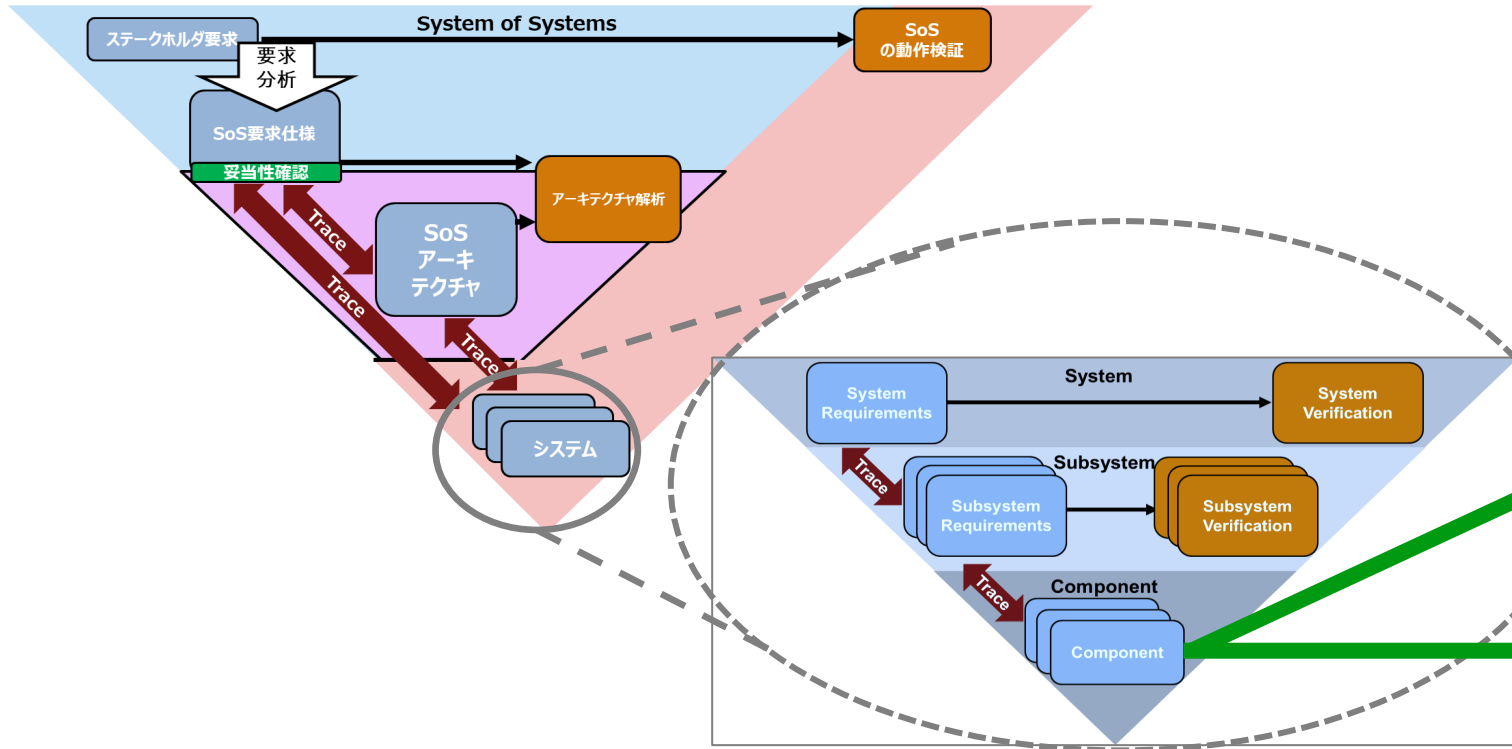 System of Systems
ステークホルダ要求
SoS
の動作検証
要求
分析
SoS要求仕様
妥当性確認
アーキテクチャ解析
Trace
SoS
アーキ
テクチャ
Trace
Trace
システム
System
System
Requirements
System
Verification
Trace
Subsystem
Subsystem
Requirements
Subsystem
Verification
Trace
Component
Component